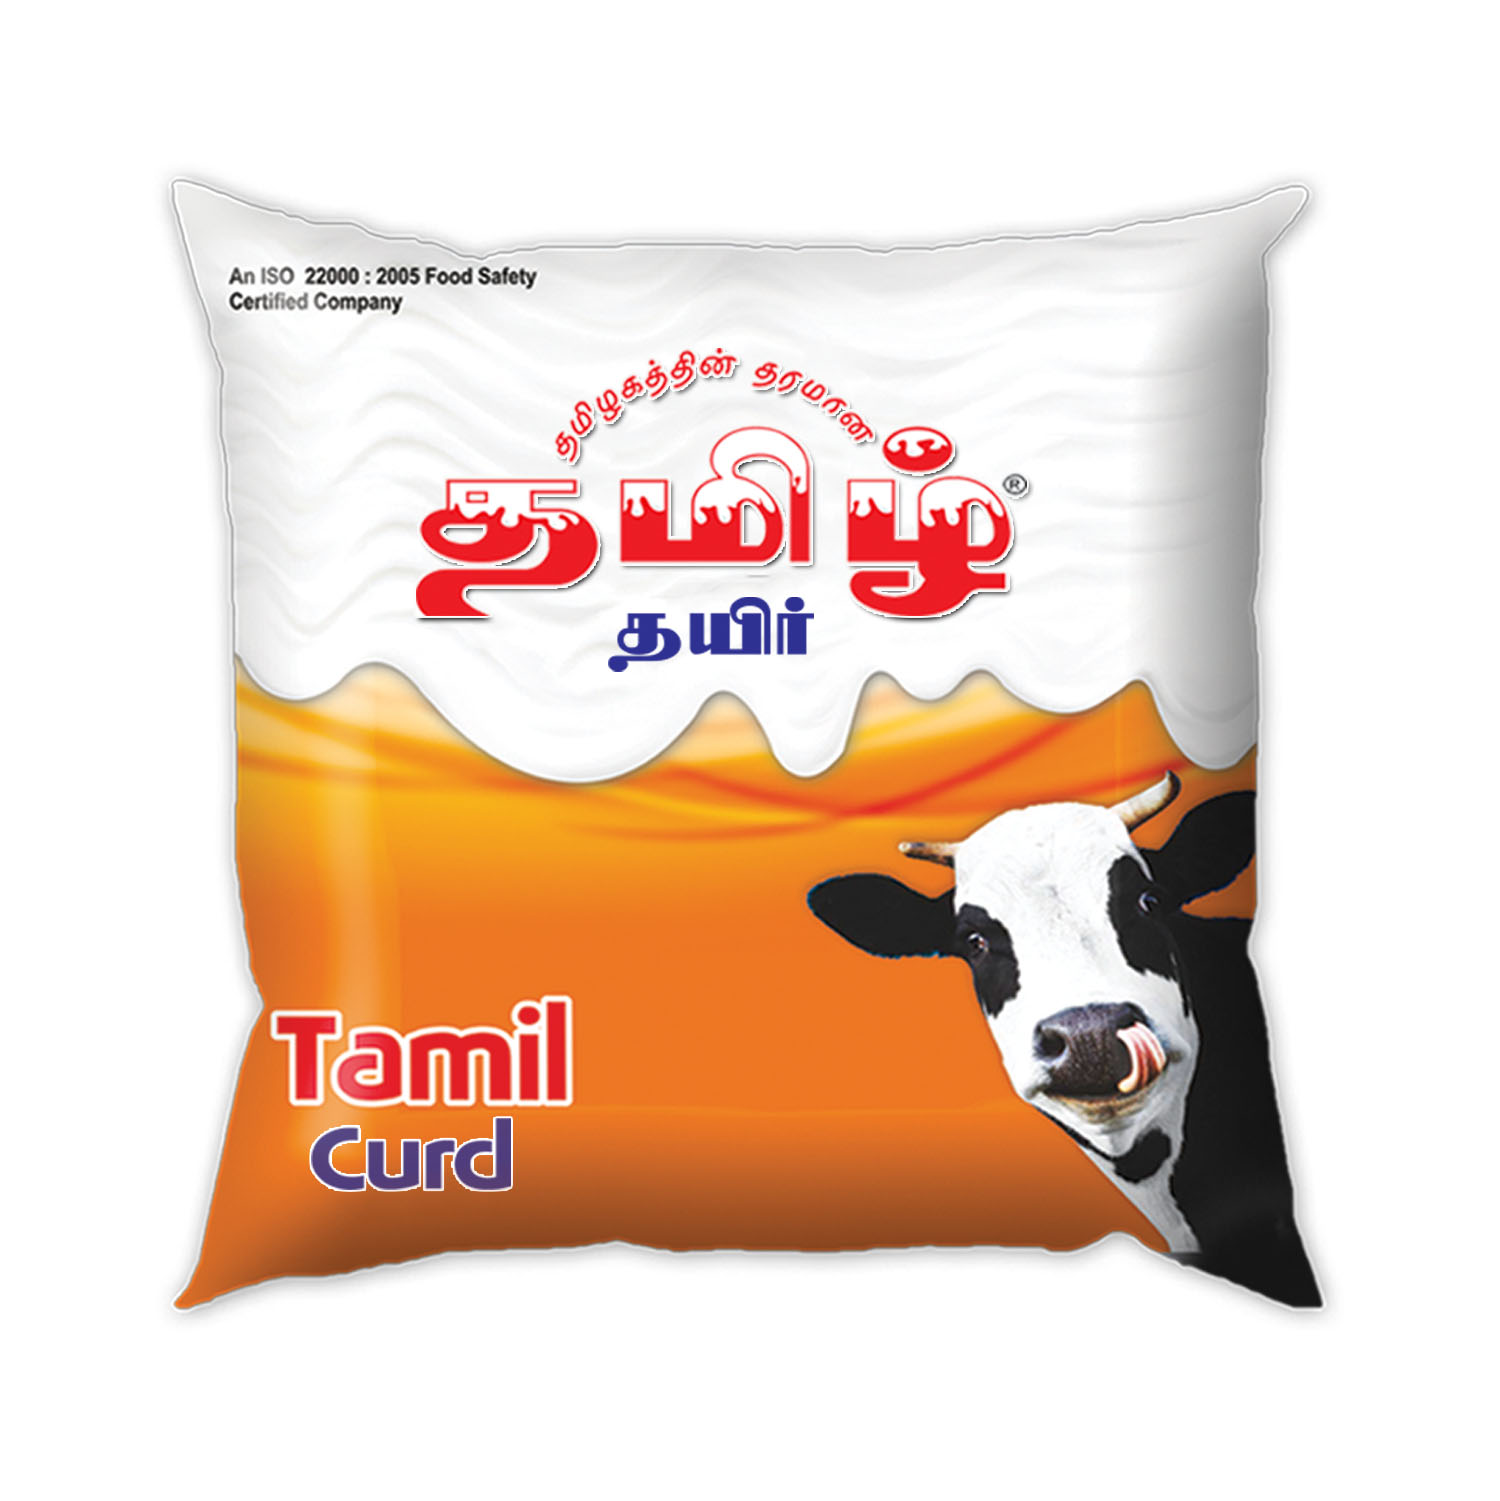 An ISO 22000 : 2005 Food Safety
Certified Company
தமிழகத்தின் தரமான
தமிழ்®
தயிர்
Tamil
Curd